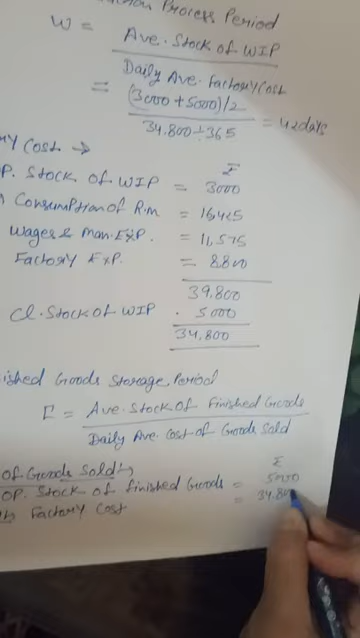 Process Period
W = Ave. Stock of WIP
Daily Ave. Factory Cost
= (3000 + 5000)/2
34.800 ÷ 365 = 42 days
Cost →
P. Stock of WIP = 3000
Consumption of R.m = 16425
Wages & Man. Exp. = 11,575
Factory Exp. = 8800
39.800
Cl. Stock of WIP . 5000
34,800
ished Goods Storage Period
F = Ave. Stock of Finished Goods
Daily Ave. Cost of Goods Sold
of Goods Sold
OP. Stock of finished Goods = 5000
Factory Cost = 34.80